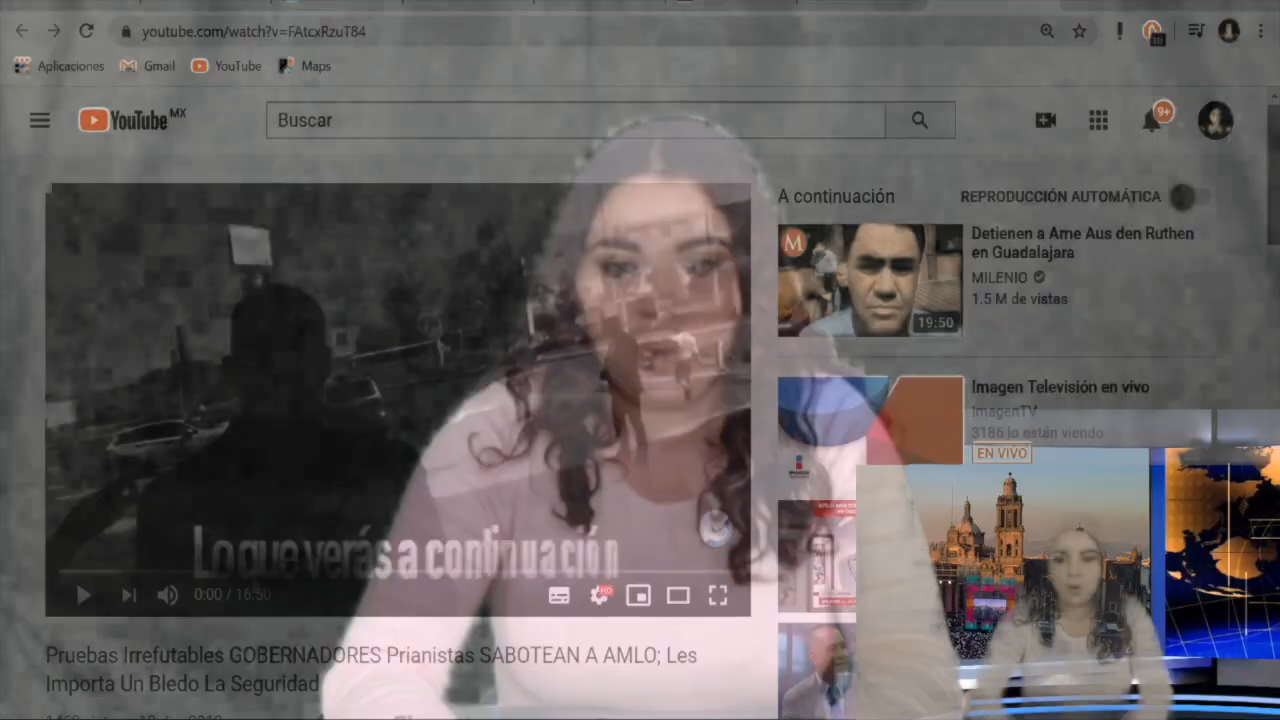 youtube.com/watch?v=FAtcxRzuT84
Aplicaciones
Gmail
YouTube
Maps
YouTube MX
Buscar
9+
A continuación
REPRODUCCIÓN AUTOMÁTICA
Detienen a Arne Aus den Ruthen
en Guadalajara
MILENIO
1.5 M de vistas
M
19:50
Imagen Televisión en vivo
ImagenTV
3186 lo están viendo
EN VIVO
Lo que verás a continuación
0:00 / 16:50
HD
Pruebas Irrefutables GOBERNADORES Prianistas SABOTEAN A AMLO; Les
Importa Un Bledo La Seguridad